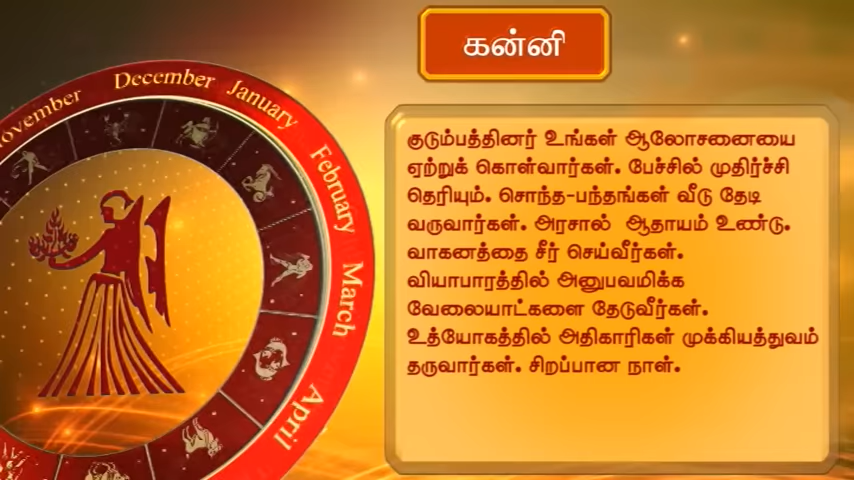 கன்னி
November
December
January
February
March
April
குடும்பத்தினர் உங்கள் ஆலோசனையை
ஏற்றுக் கொள்வார்கள். பேச்சில் முதிர்ச்சி
தெரியும். சொந்த-பந்தங்கள் வீடு தேடி
வருவார்கள். அரசால் ஆதாயம் உண்டு.
வாகனத்தை சீர் செய்வீர்கள்.
வியாபாரத்தில் அனுபவமிக்க
வேலையாட்களை தேடுவீர்கள்.
உத்யோகத்தில் அதிகாரிகள் முக்கியத்துவம்
தருவார்கள். சிறப்பான நாள்.